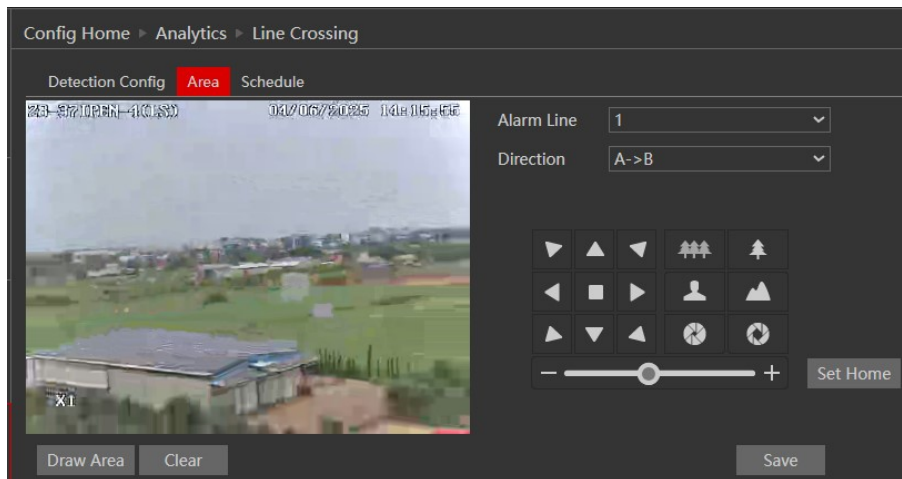 Config Home ▸ Analytics ▸ Line Crossing
Detection Config Area Schedule
04/06/2025 14:15:55
Alarm Line 1
Direction A->B
X1
Set Home
Draw Area Clear Save